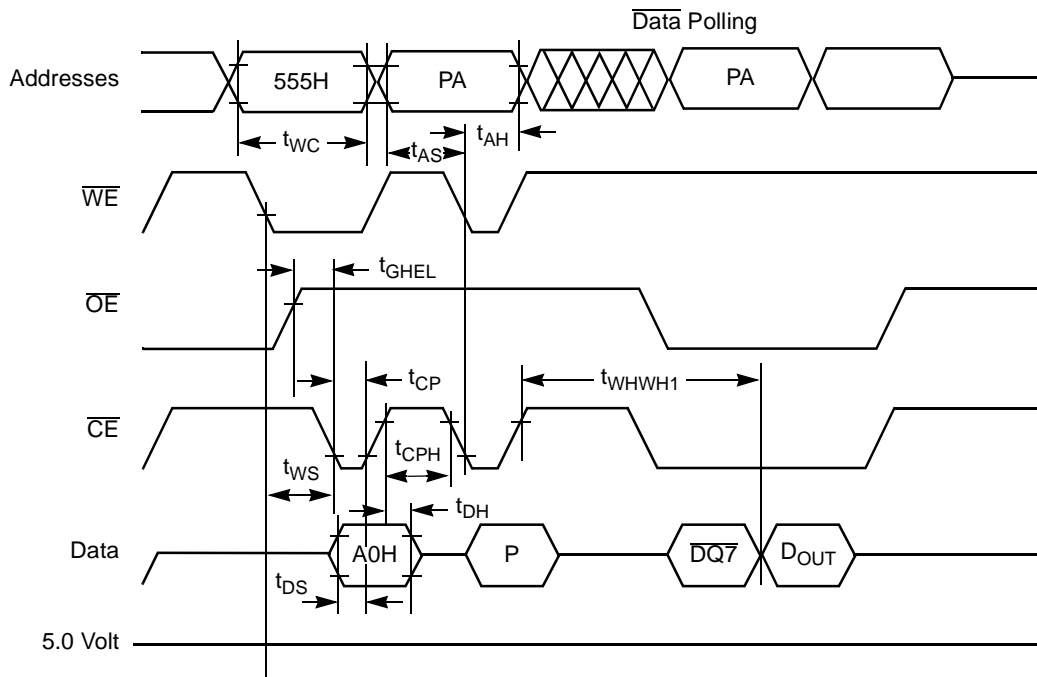 Data Polling
Addresses
555H
PA
PA
tWC
tAS
tAH
WE
tGHEL
OE
tCP
tWHWH1
CE
tCPH
tWS
tDH
Data
A0H
P
DQ7
DOUT
tDS
5.0 Volt